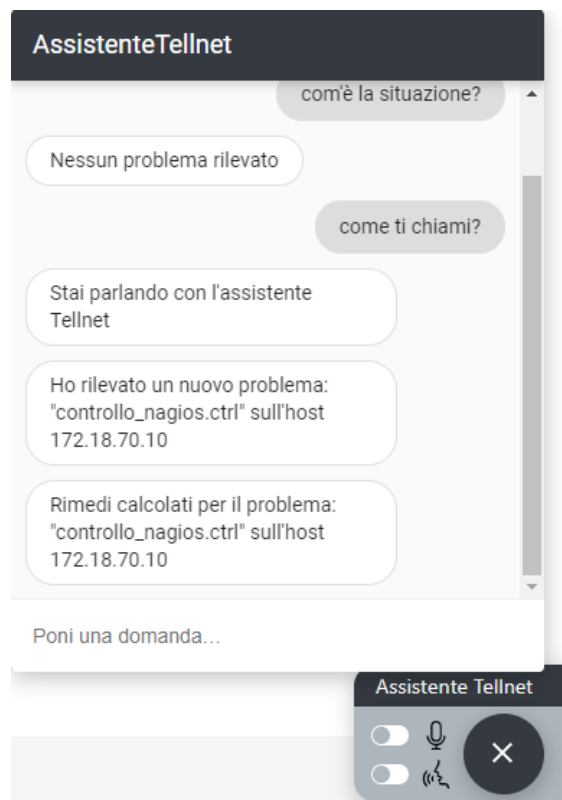 AssistenteTellnet
com'è la situazione?
Nessun problema rilevato
come ti chiami?
Stai parlando con l'assistente
Tellnet
Ho rilevato un nuovo problema:
"controllo_nagios.ctrl" sull'host
172.18.70.10
Rimedi calcolati per il problema:
"controllo_nagios.ctrl" sull'host
172.18.70.10
Poni una domanda...
Assistente Tellnet